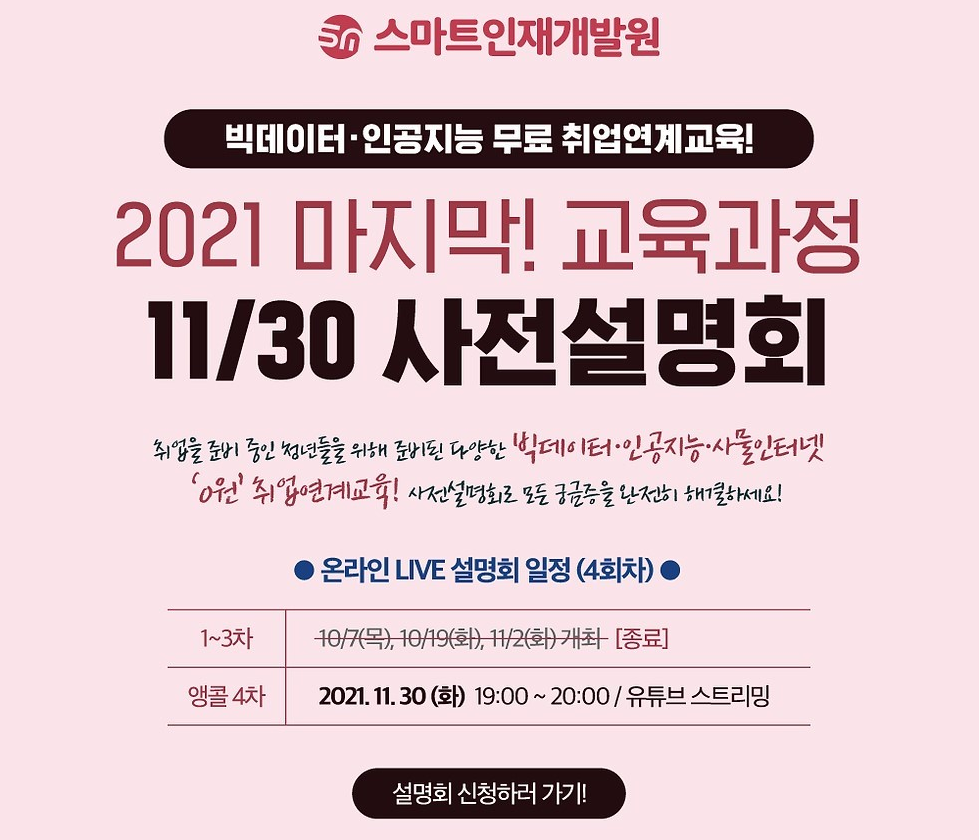 스마트인재개발원
빅데이터·인공지능 무료 취업연계교육!
2021 마지막! 교육과정
11/30 사전설명회
취업을 준비 중인 청년들을 위해 준비된 다양한 빅데이터·인공지능·사물인터넷
'0원' 취업연계교육! 사전설명회로 모든 궁금증을 완전히 해결하세요!
● 온라인 LIVE 설명회 일정 (4회차) ●
1~3차 10/7(목), 10/19(화), 11/2(화) 개최 [종료]
앵콜 4차 2021. 11. 30 (화) 19:00 ~ 20:00 / 유튜브 스트리밍
설명회 신청하러 가기!